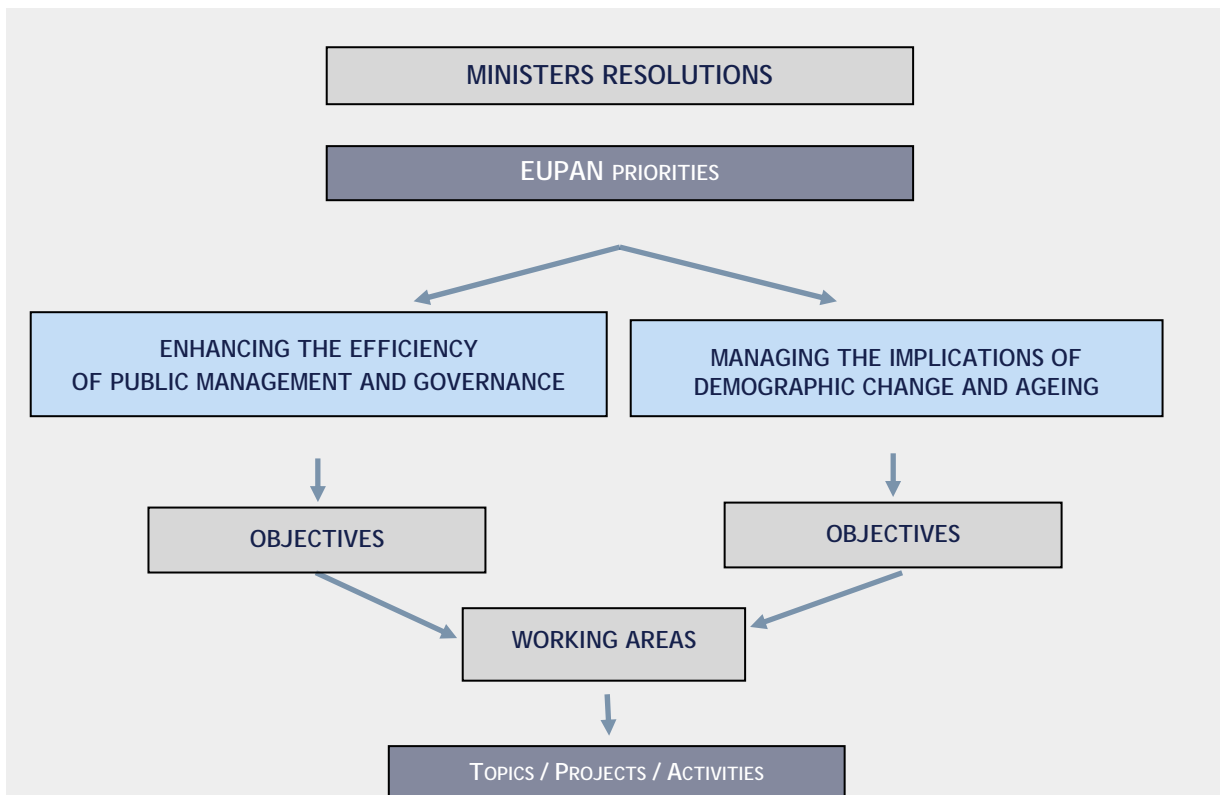 MINISTERS RESOLUTIONS
EUPAN PRIORITIES
ENHANCING THE EFFICIENCY
OF PUBLIC MANAGEMENT AND GOVERNANCE
MANAGING THE IMPLICATIONS OF
DEMOGRAPHIC CHANGE AND AGEING
OBJECTIVES
OBJECTIVES
WORKING AREAS
TOPICS / PROJECTS / ACTIVITIES